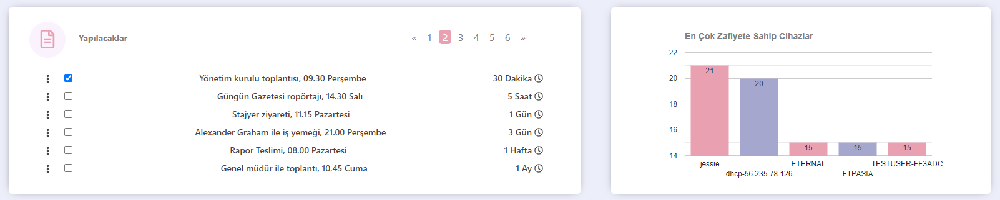 Yapılacaklar
« 1 2 3 4 5 6 »
Yönetim kurulu toplantısı, 09.30 Perşembe 30 Dakika
Güngün Gazetesi ropörtajı, 14.30 Salı 5 Saat
Stajyer ziyareti, 11.15 Pazartesi 1 Gün
Alexander Graham ile iş yemeği, 21.00 Perşembe 3 Gün
Rapor Teslimi, 08.00 Pazartesi 1 Hafta
Genel müdür ile toplantı, 10.45 Cuma 1 Ay
En Çok Zafiyete Sahip Cihazlar
22
20
18
16
14
21
20
15
15
15
jessie
dhcp-56.235.78.126
ETERNAL
FTPASİA
TESTUSER-FF3ADC